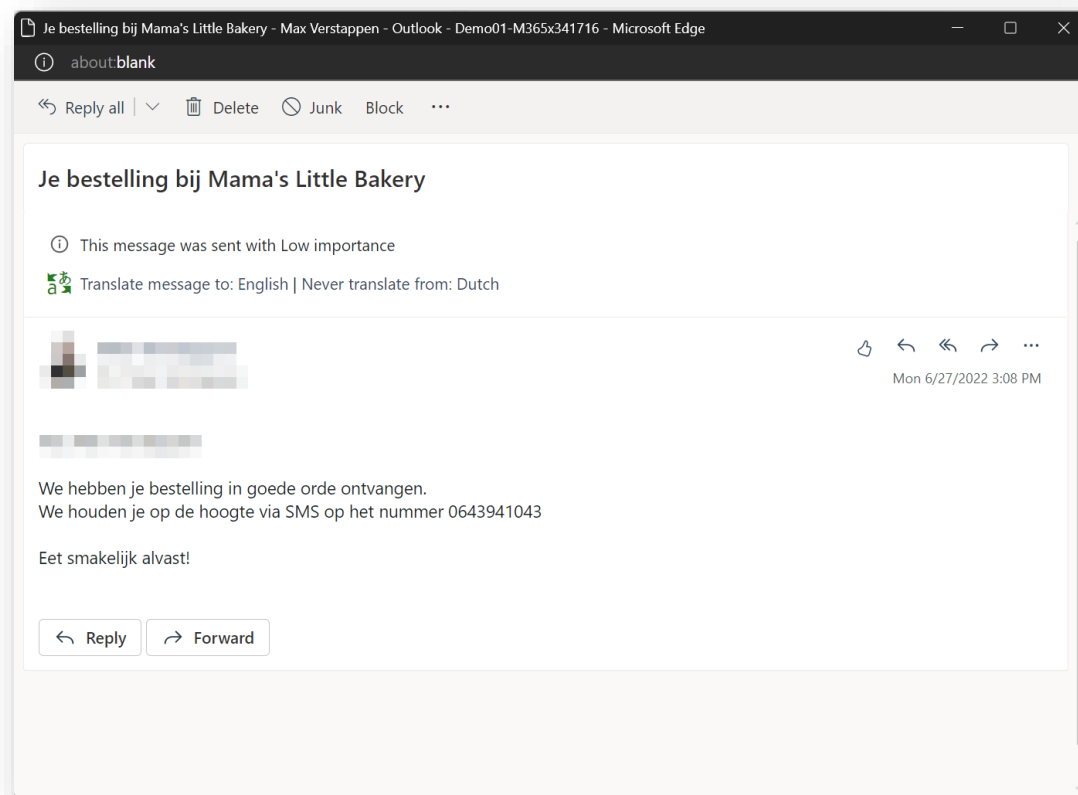 Je bestelling bij Mama's Little Bakery - Max Verstappen - Outlook - Demo01-M365x341716 - Microsoft Edge
about:blank
Reply all Delete Junk Block ...
Je bestelling bij Mama's Little Bakery
This message was sent with Low importance
Translate message to: English | Never translate from: Dutch
Mon 6/27/2022 3:08 PM
We hebben je bestelling in goede orde ontvangen.
We houden je op de hoogte via SMS op het nummer 0643941043
Eet smakelijk alvast!
Reply Forward